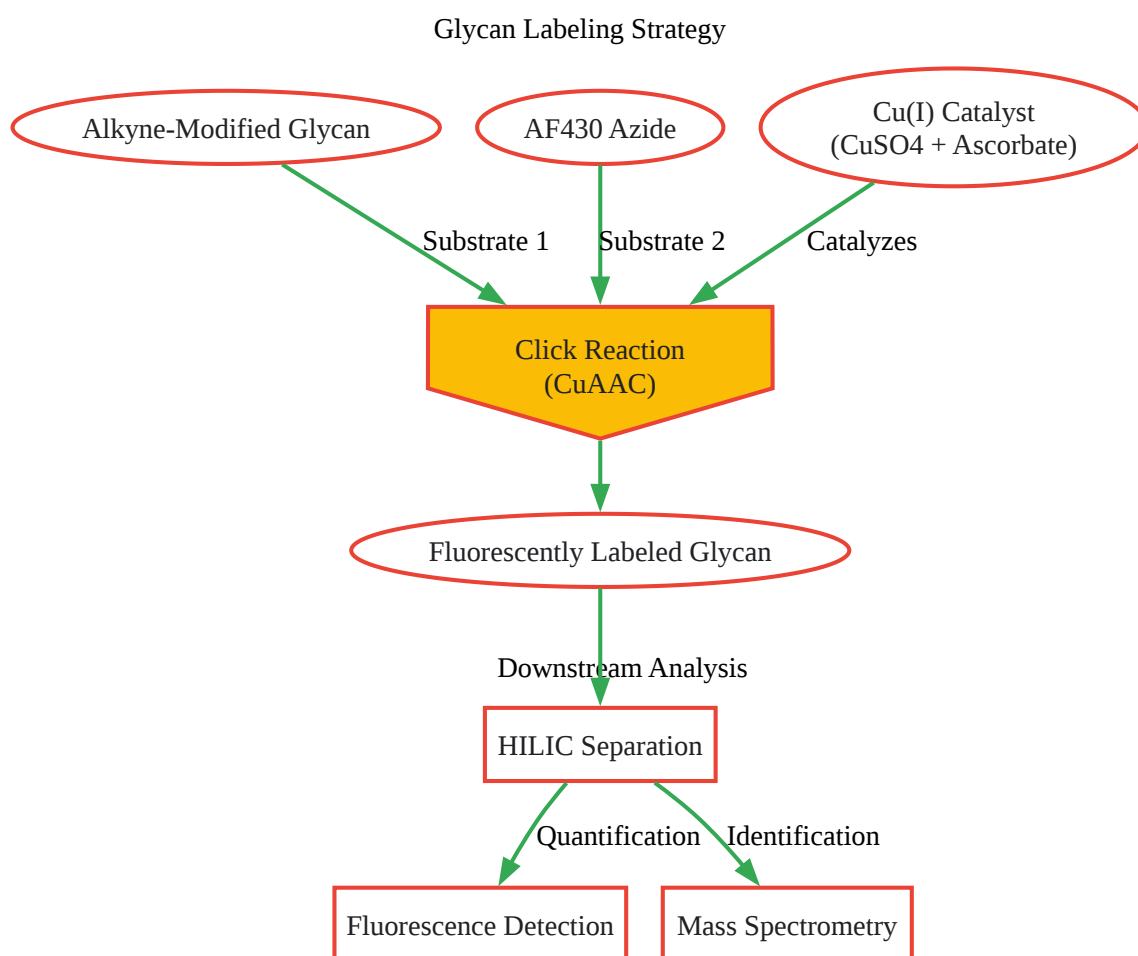 Glycan Labeling Strategy
Alkyne-Modified Glycan
AF430 Azide
Cu(I) Catalyst
(CuSO4 + Ascorbate)
Substrate 1
Substrate 2
Catalyzes
Click Reaction
(CuAAC)
Fluorescently Labeled Glycan
Downstream Analysis
HILIC Separation
Quantification
Identification
Fluorescence Detection
Mass Spectrometry